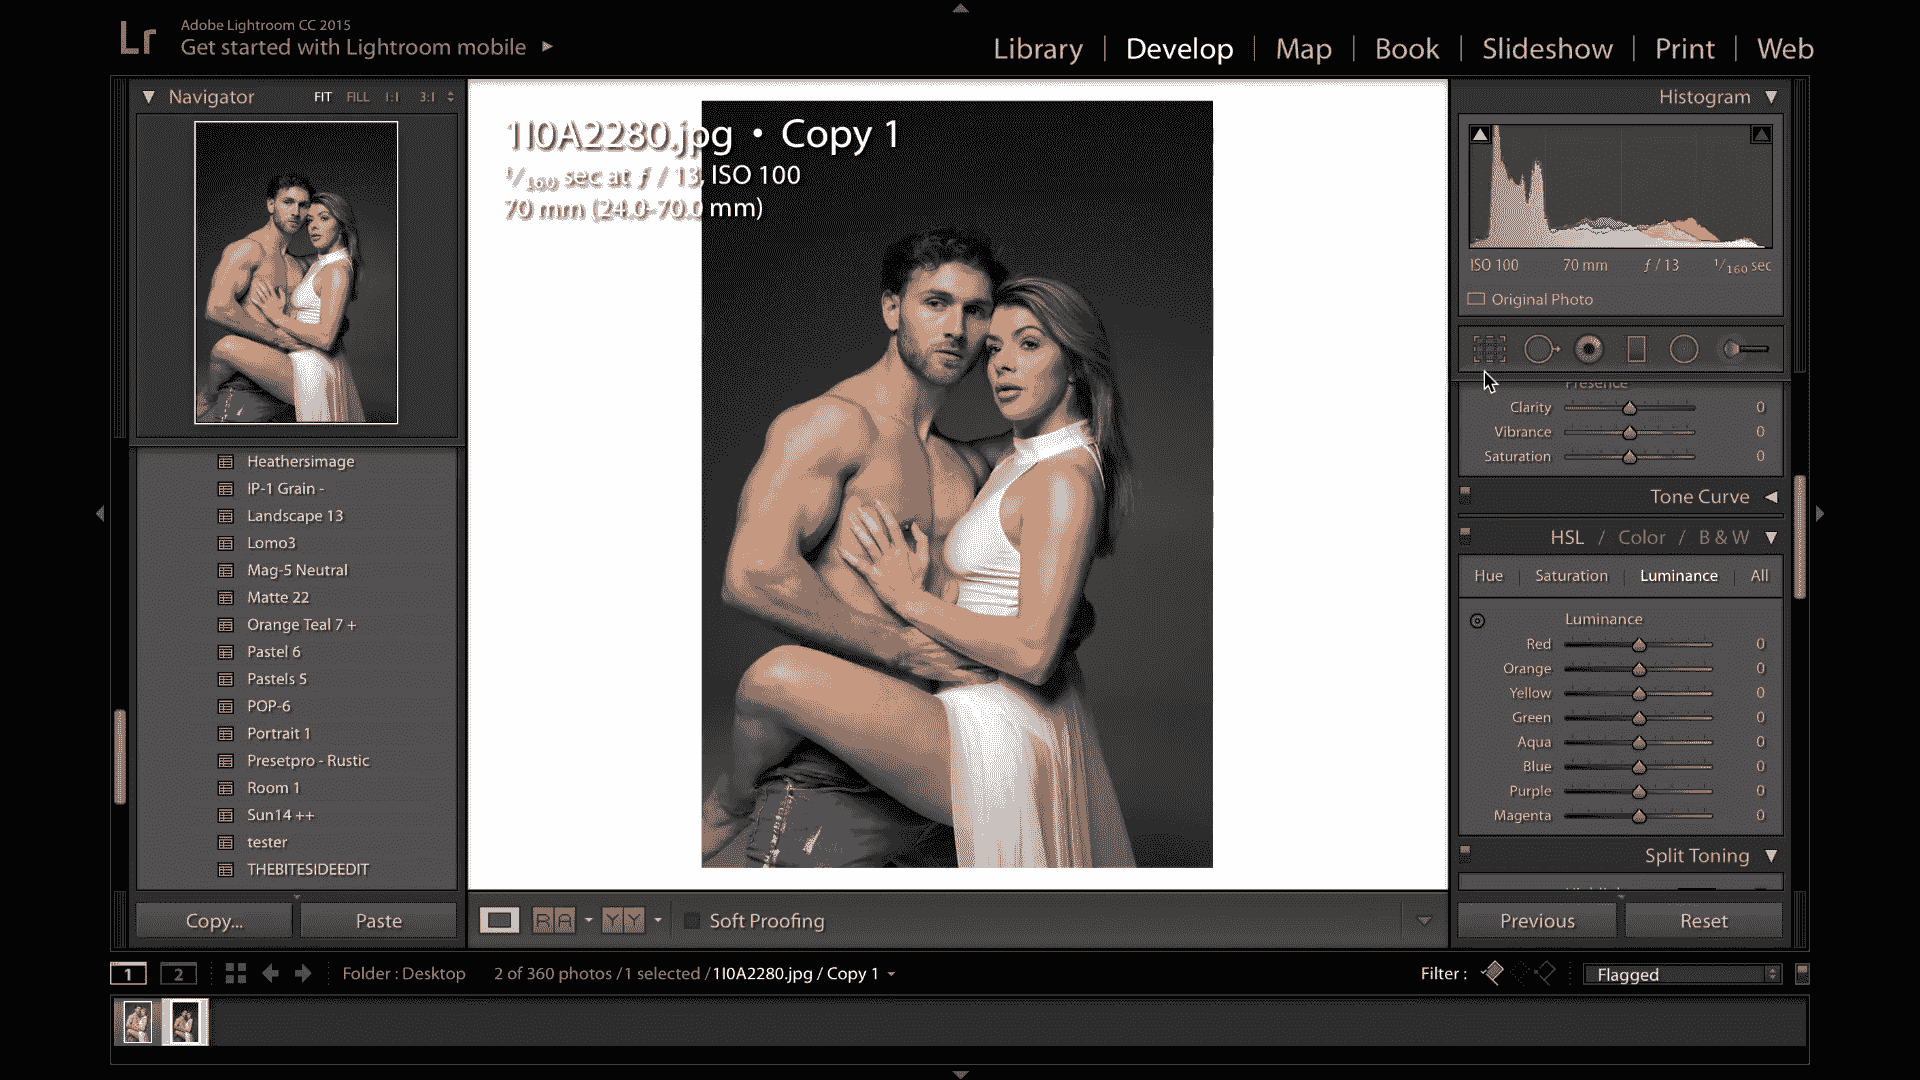 Lr
Adobe Lightroom CC 2015
Get started with Lightroom mobile
Library | Develop | Map | Book | Slideshow | Print | Web
Navigator FIT FILL 1:1 3:1
Heathersimage
IP-1 Grain -
Landscape 13
Lomo3
Mag-5 Neutral
Matte 22
Orange Teal 7 +
Pastel 6
Pastels 5
POP-6
Portrait 1
Presetpro - Rustic
Room 1
Sun14 ++
tester
THEBITESIDEEDIT
Copy... Paste
1I0A2280.jpg • Copy 1
1/160 sec at ƒ / 13, ISO 100
70 mm (24.0-70.0 mm)
R A Y Y Soft Proofing
Histogram
ISO 100 70 mm ƒ / 13 1/160 sec
Original Photo
Presence
Clarity 0
Vibrance 0
Saturation 0
Tone Curve
HSL / Color / B & W
Hue Saturation Luminance All
Luminance
Red 0
Orange 0
Yellow 0
Green 0
Aqua 0
Blue 0
Purple 0
Magenta 0
Split Toning
Previous Reset
1 2 Folder : Desktop 2 of 360 photos / 1 selected / 1I0A2280.jpg / Copy 1 Filter : Flagged